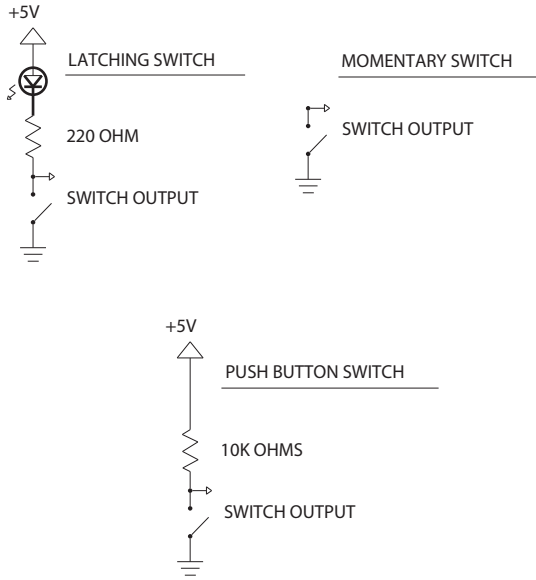 +5V
LATCHING SWITCH
220 OHM
SWITCH OUTPUT
MOMENTARY SWITCH
SWITCH OUTPUT
+5V
PUSH BUTTON SWITCH
10K OHMS
SWITCH OUTPUT